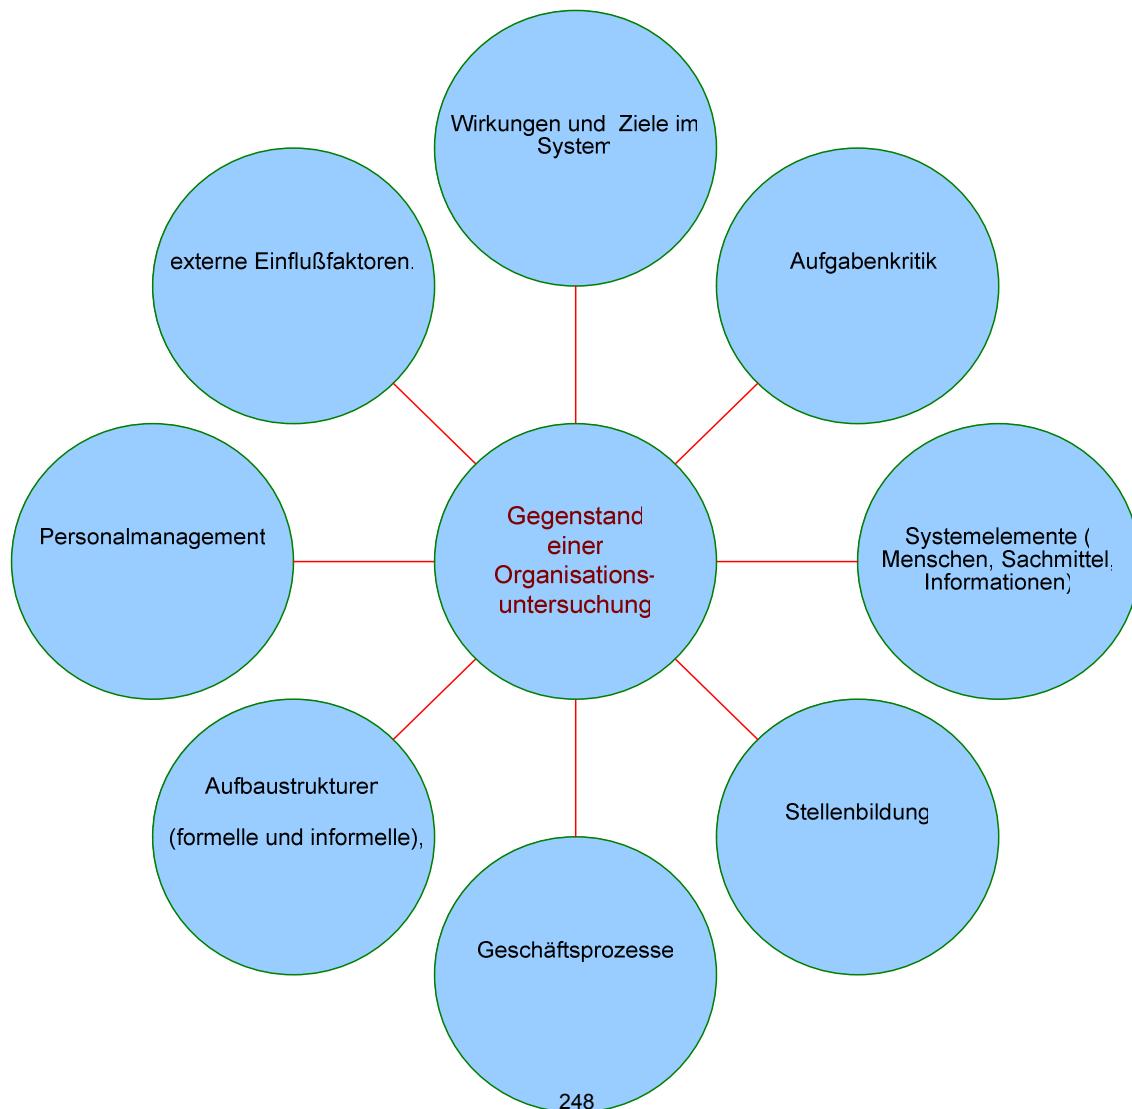 Wirkungen und Ziele im
System
externe Einflußfaktoren.
Aufgabenkritik
Personalmanagement
Gegenstand
einer
Organisations-
untersuchung
Systemelemente (
Menschen, Sachmittel,
Informationen)
Aufbaustrukturen
(formelle und informelle),
Stellenbildung
Geschäftsprozesse
248